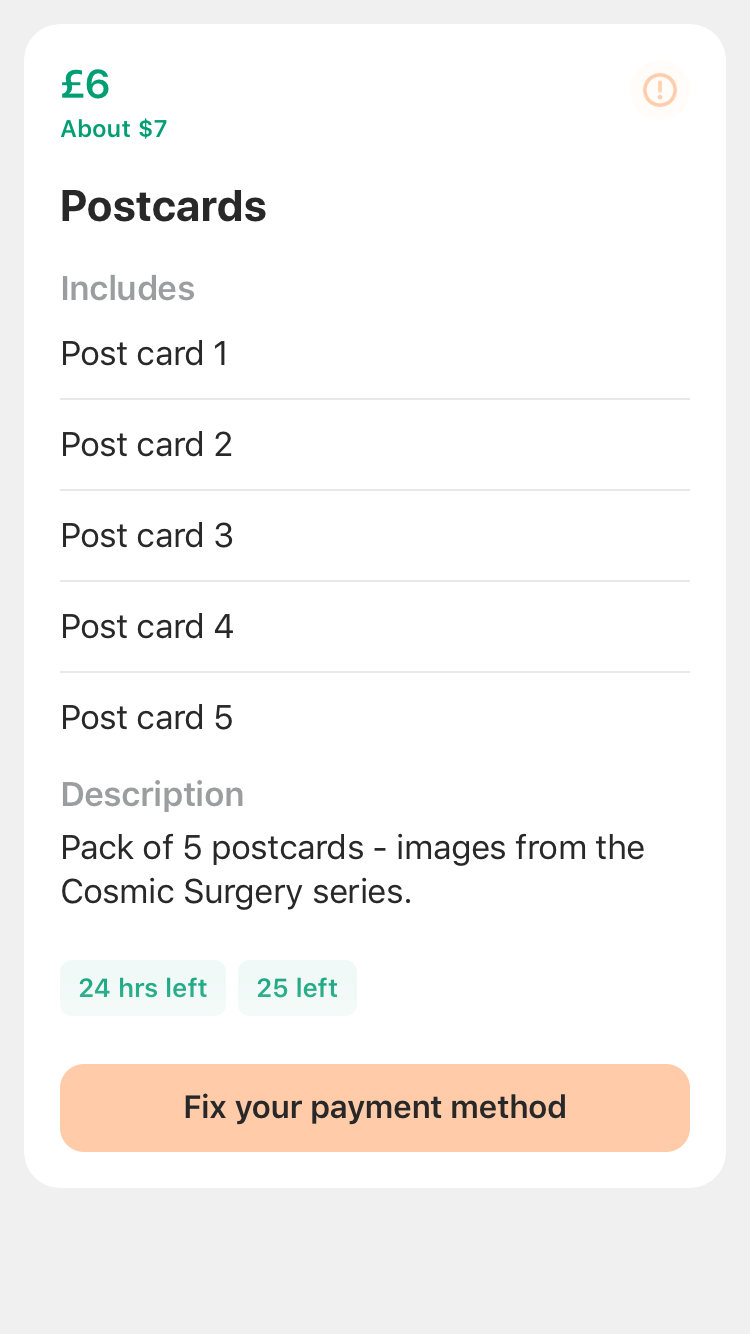 £6
About $7
Postcards
Includes
Post card 1
Post card 2
Post card 3
Post card 4
Post card 5
Description
Pack of 5 postcards - images from the
Cosmic Surgery series.
24 hrs left
25 left
Fix your payment method